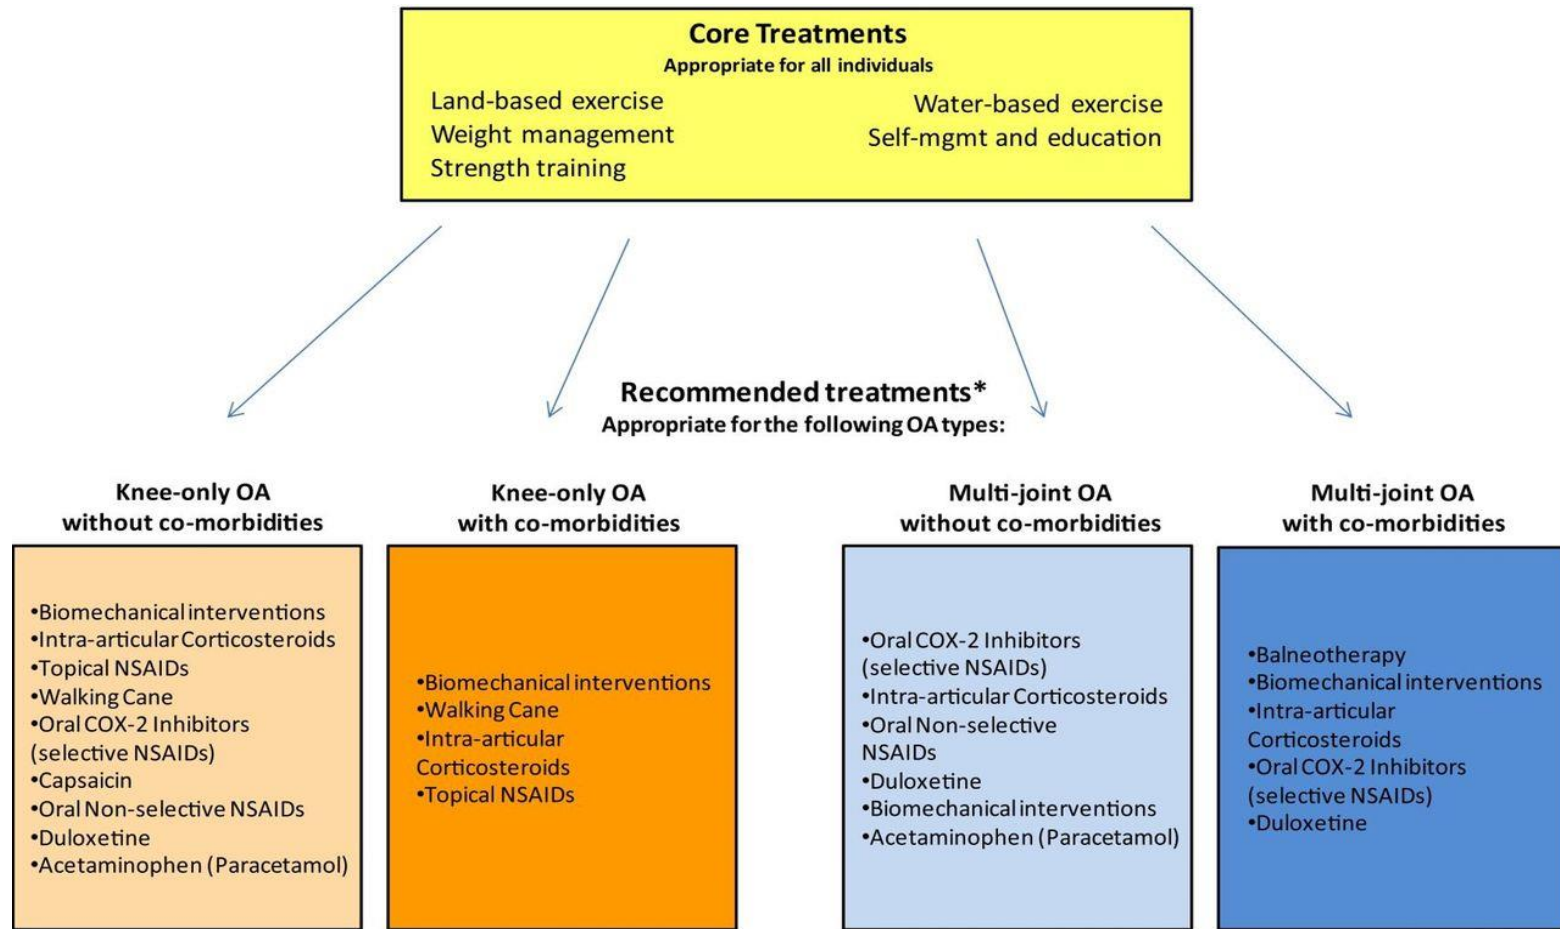 Core Treatments
Appropriate for all individuals
Land-based exercise
Weight management
Strength training
Water-based exercise
Self-mgmt and education
Recommended treatments*
Appropriate for the following OA types:
Knee-only OA
without co-morbidities
•Biomechanical interventions
•Intra-articular Corticosteroids
•Topical NSAIDs
•Walking Cane
•Oral COX-2 Inhibitors
(selective NSAIDs)
•Capsaicin
•Oral Non-selective NSAIDs
•Duloxetine
•Acetaminophen (Paracetamol)
Knee-only OA
with co-morbidities
•Biomechanical interventions
•Walking Cane
•Intra-articular
Corticosteroids
•Topical NSAIDs
Multi-joint OA
without co-morbidities
•Oral COX-2 Inhibitors
(selective NSAIDs)
•Intra-articular Corticosteroids
•Oral Non-selective
NSAIDs
•Duloxetine
•Biomechanical interventions
•Acetaminophen (Paracetamol)
Multi-joint OA
with co-morbidities
•Balneotherapy
•Biomechanical interventions
•Intra-articular
Corticosteroids
•Oral COX-2 Inhibitors
(selective NSAIDs)
•Duloxetine